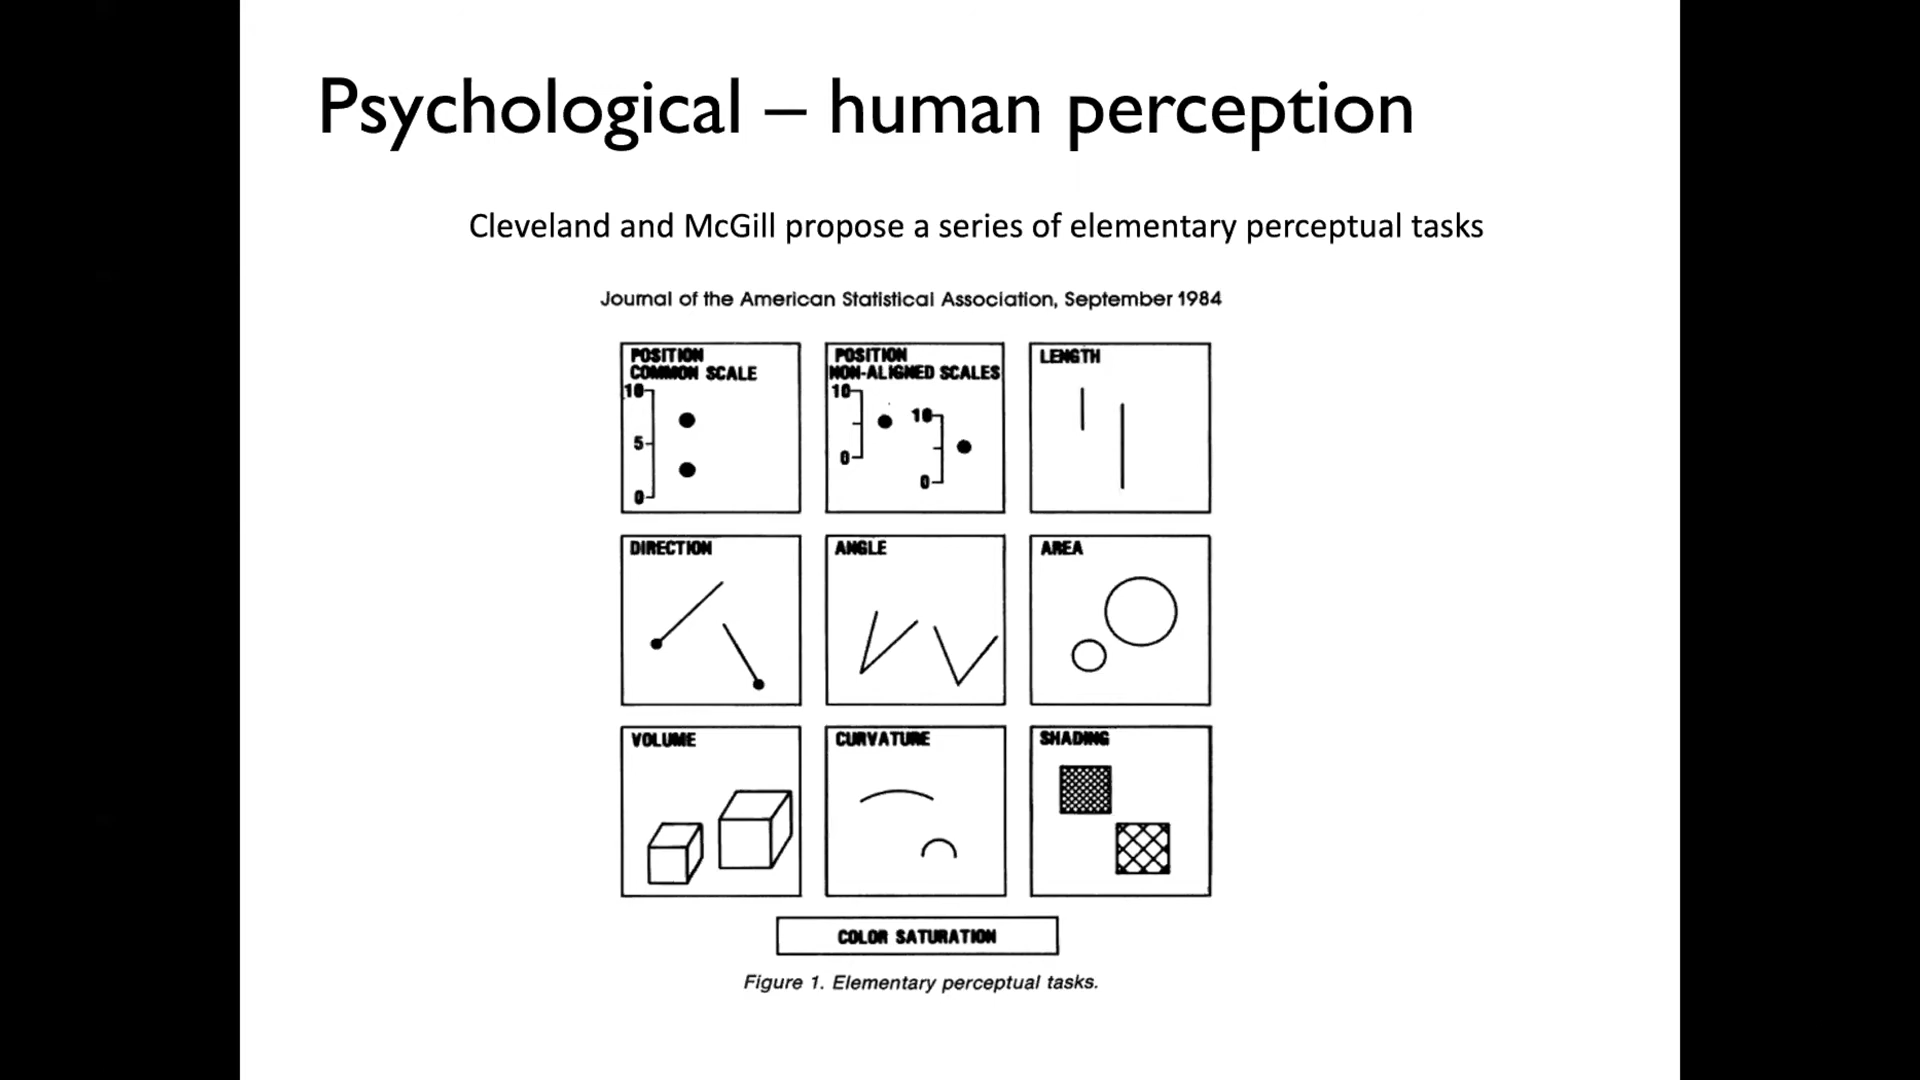 Psychological – human perception
Cleveland and McGill propose a series of elementary perceptual tasks
Journal of the American Statistical Association, September 1984
POSITION
COMMON SCALE
10
5
0
POSITION
NON-ALIGNED SCALES
10
0
10
0
LENGTH
DIRECTION
ANGLE
AREA
VOLUME
CURVATURE
SHADING
COLOR SATURATION
Figure 1. Elementary perceptual tasks.